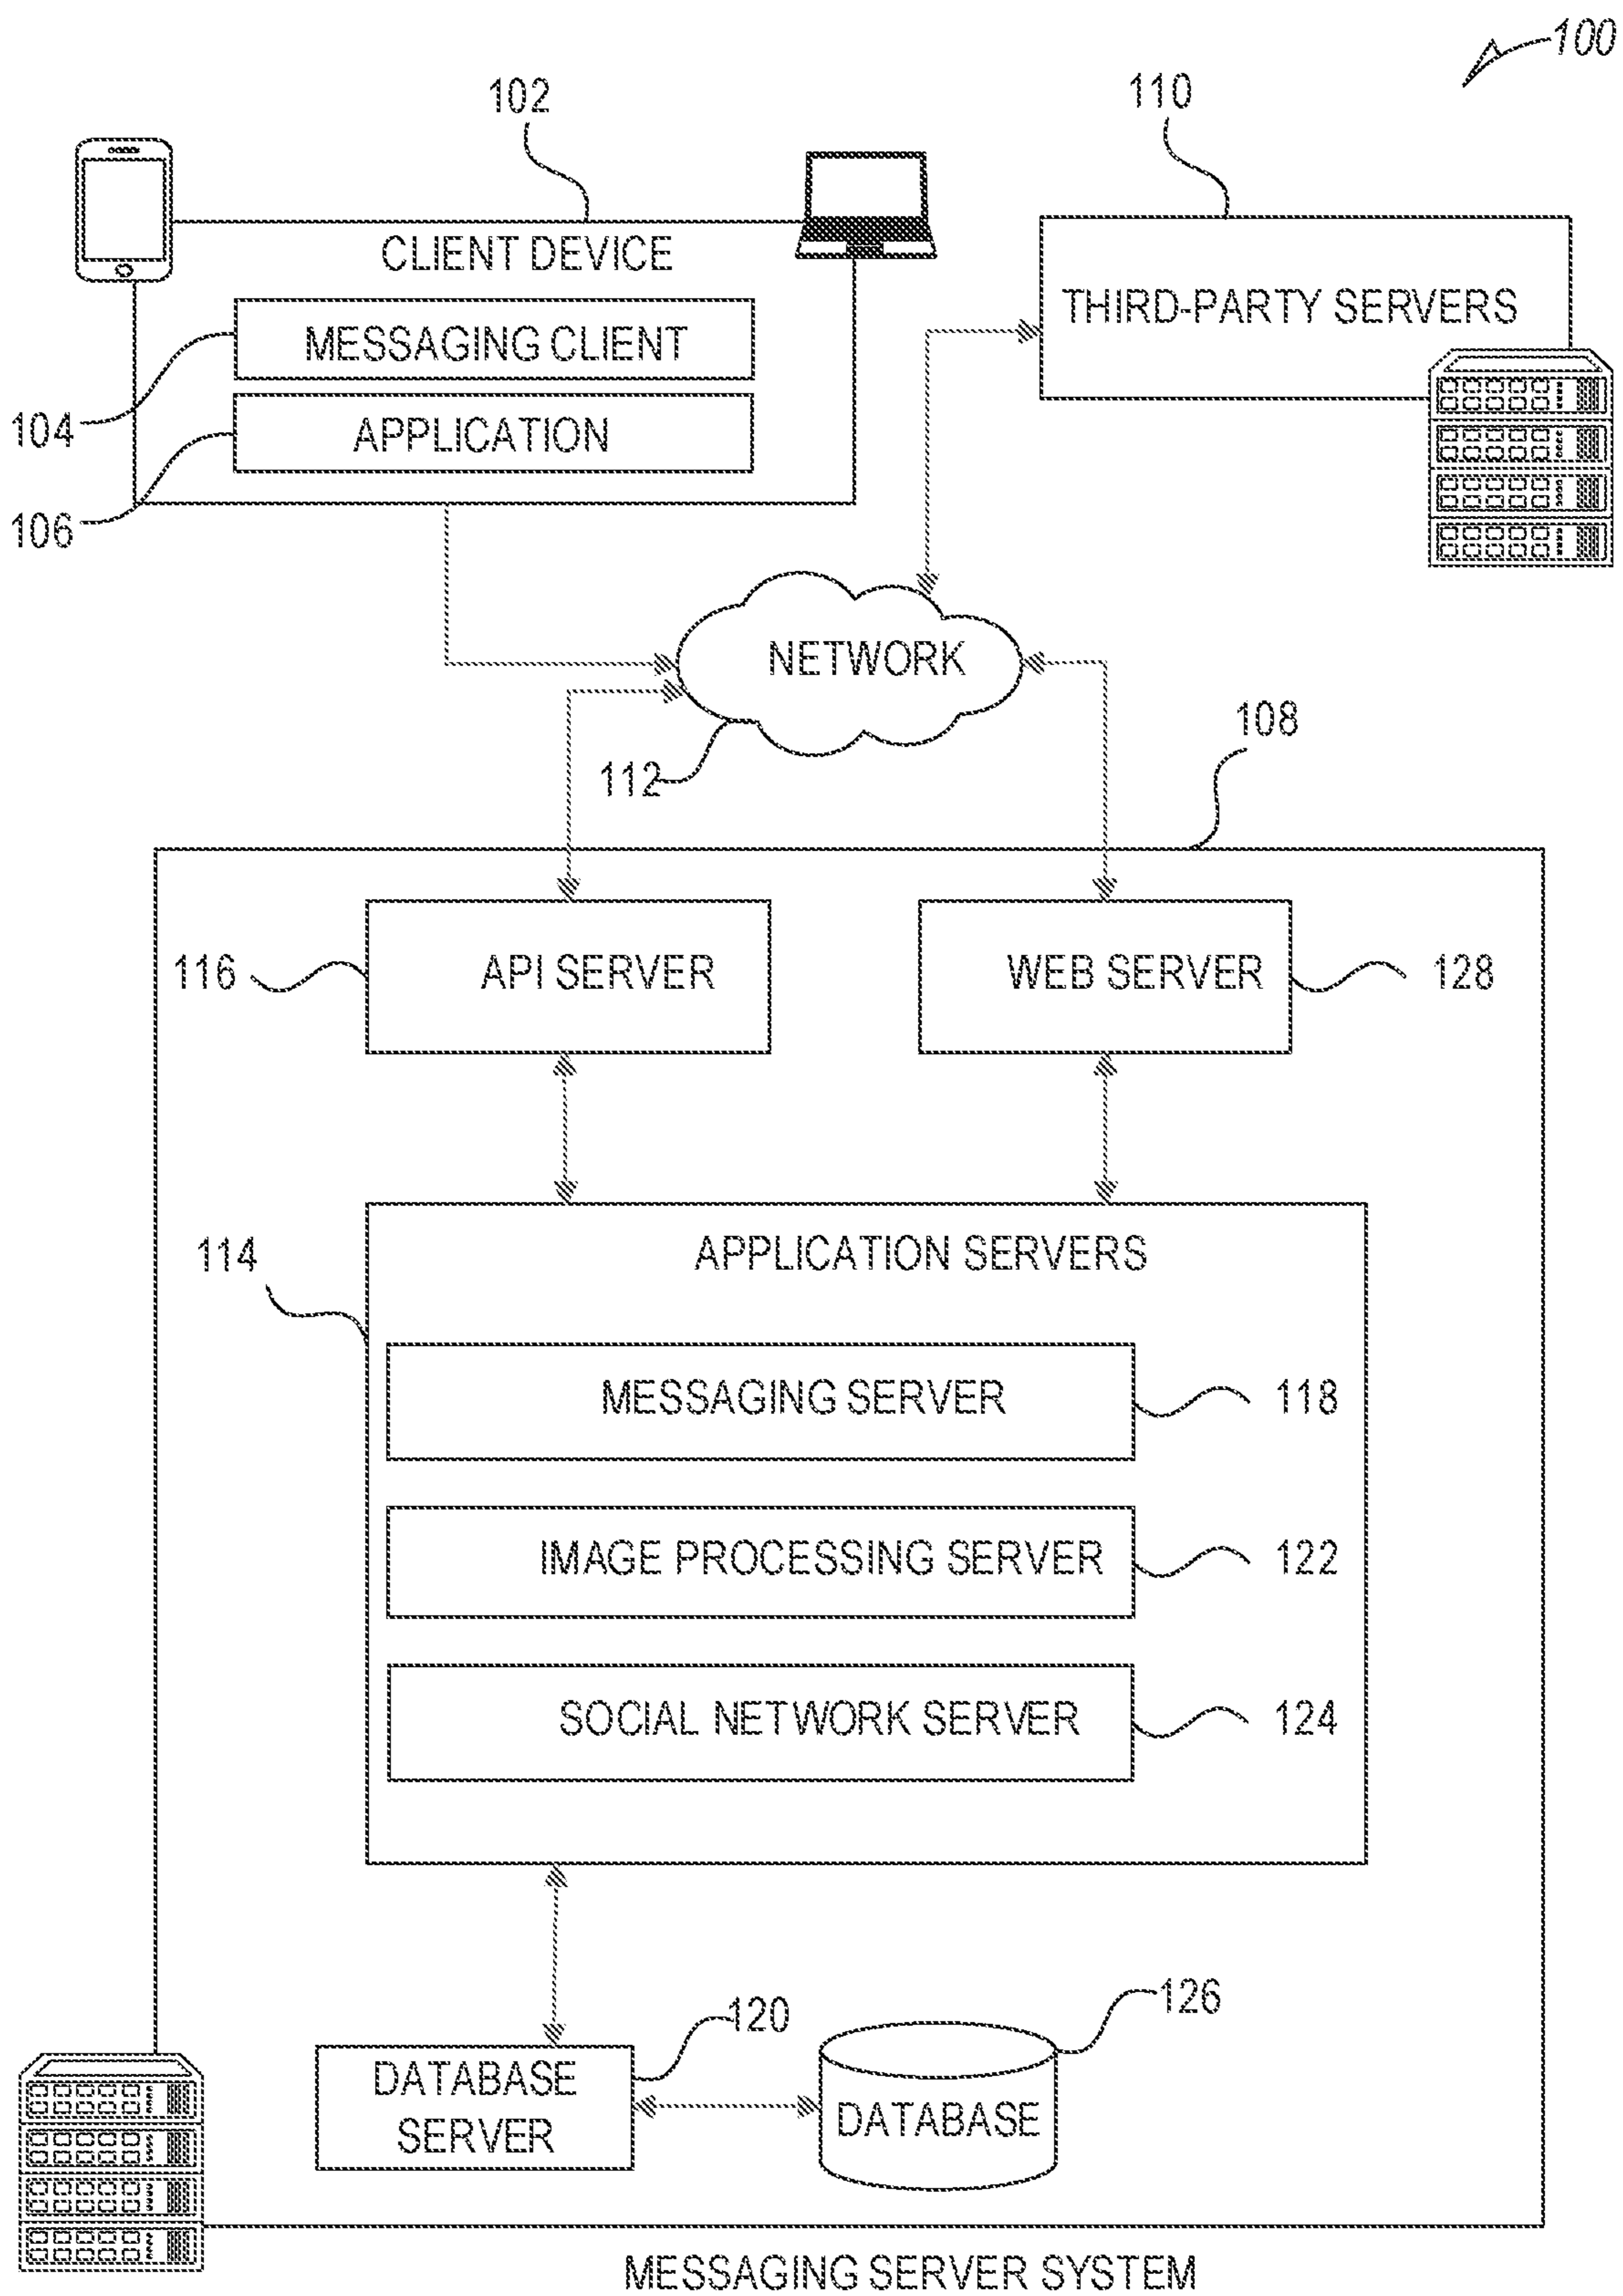 100
102
110
CLIENT DEVICE
THIRD-PARTY SERVERS
MESSAGING CLIENT
104
APPLICATION
106
NETWORK
108
112
116
API SERVER
WEB SERVER
128
114
APPLICATION SERVERS
MESSAGING SERVER
118
IMAGE PROCESSING SERVER
122
SOCIAL NETWORK SERVER
124
126
120
DATABASE
SERVER
DATABASE
MESSAGING SERVER SYSTEM